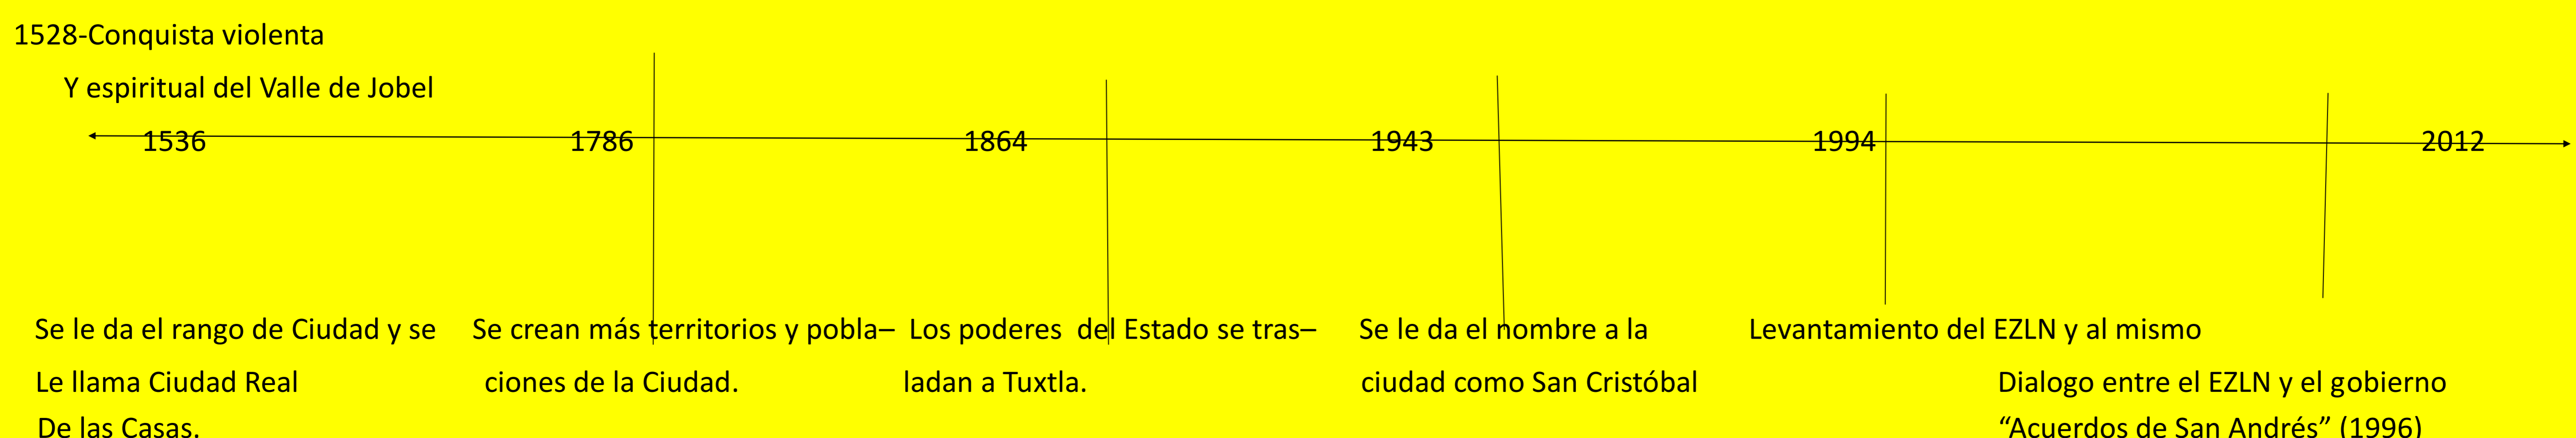 1528-Conquista violenta
Y espiritual del Valle de Jobel
1536 1786 1864 1943 1994 2012
Se le da el rango de Ciudad y se Se crean más territorios y pobla– Los poderes del Estado se tras– Se le da el nombre a la Levantamiento del EZLN y al mismo
Le llama Ciudad Real ciones de la Ciudad. ladan a Tuxtla. ciudad como San Cristóbal Dialogo entre el EZLN y el gobierno
De las Casas. “Acuerdos de San Andrés” (1996)